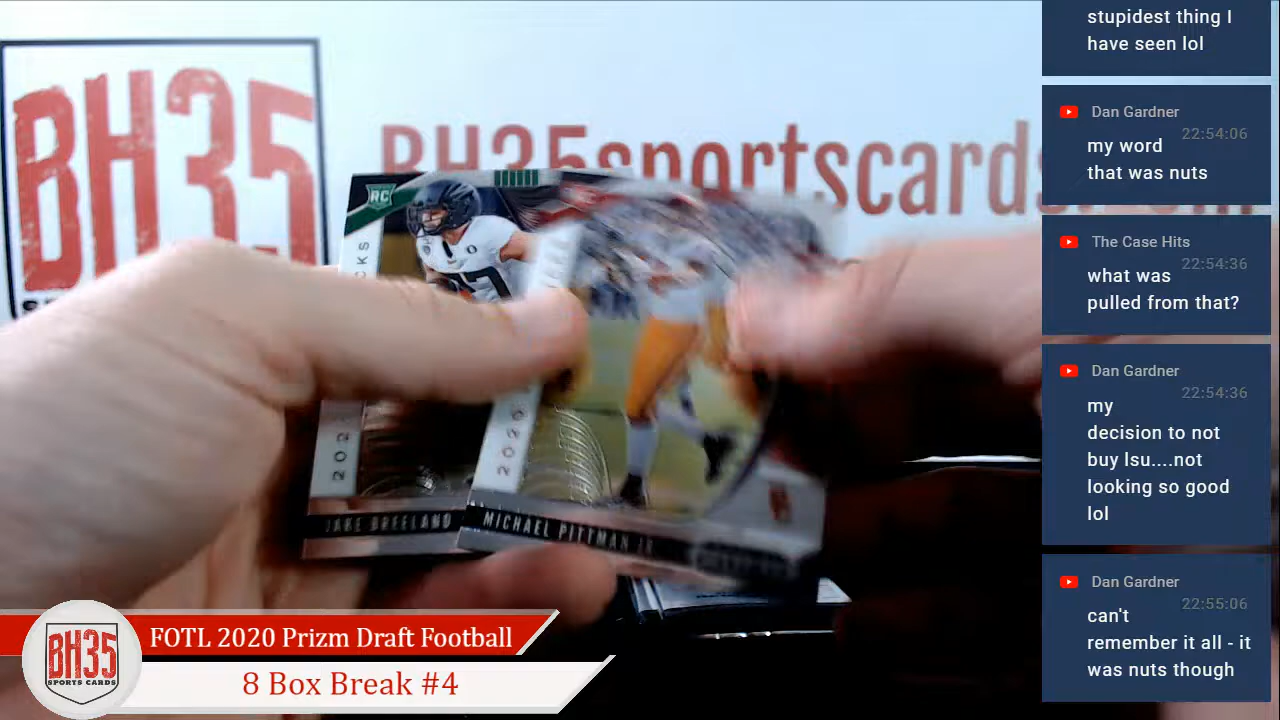 BH35
BH35sportscards.
RC
CKS
202
2020
JAKE BREELAND
MICHAEL PITTMAN JR
BH35
SPORTS CARDS
FOTL 2020 Prizm Draft Football
8 Box Break #4
stupidest thing I
have seen lol
Dan Gardner
22:54:06
my word
that was nuts
The Case Hits
22:54:36
what was
pulled from that?
Dan Gardner
22:54:36
my
decision to not
buy lsu....not
looking so good
lol
Dan Gardner
22:55:06
can't
remember it all - it
was nuts though